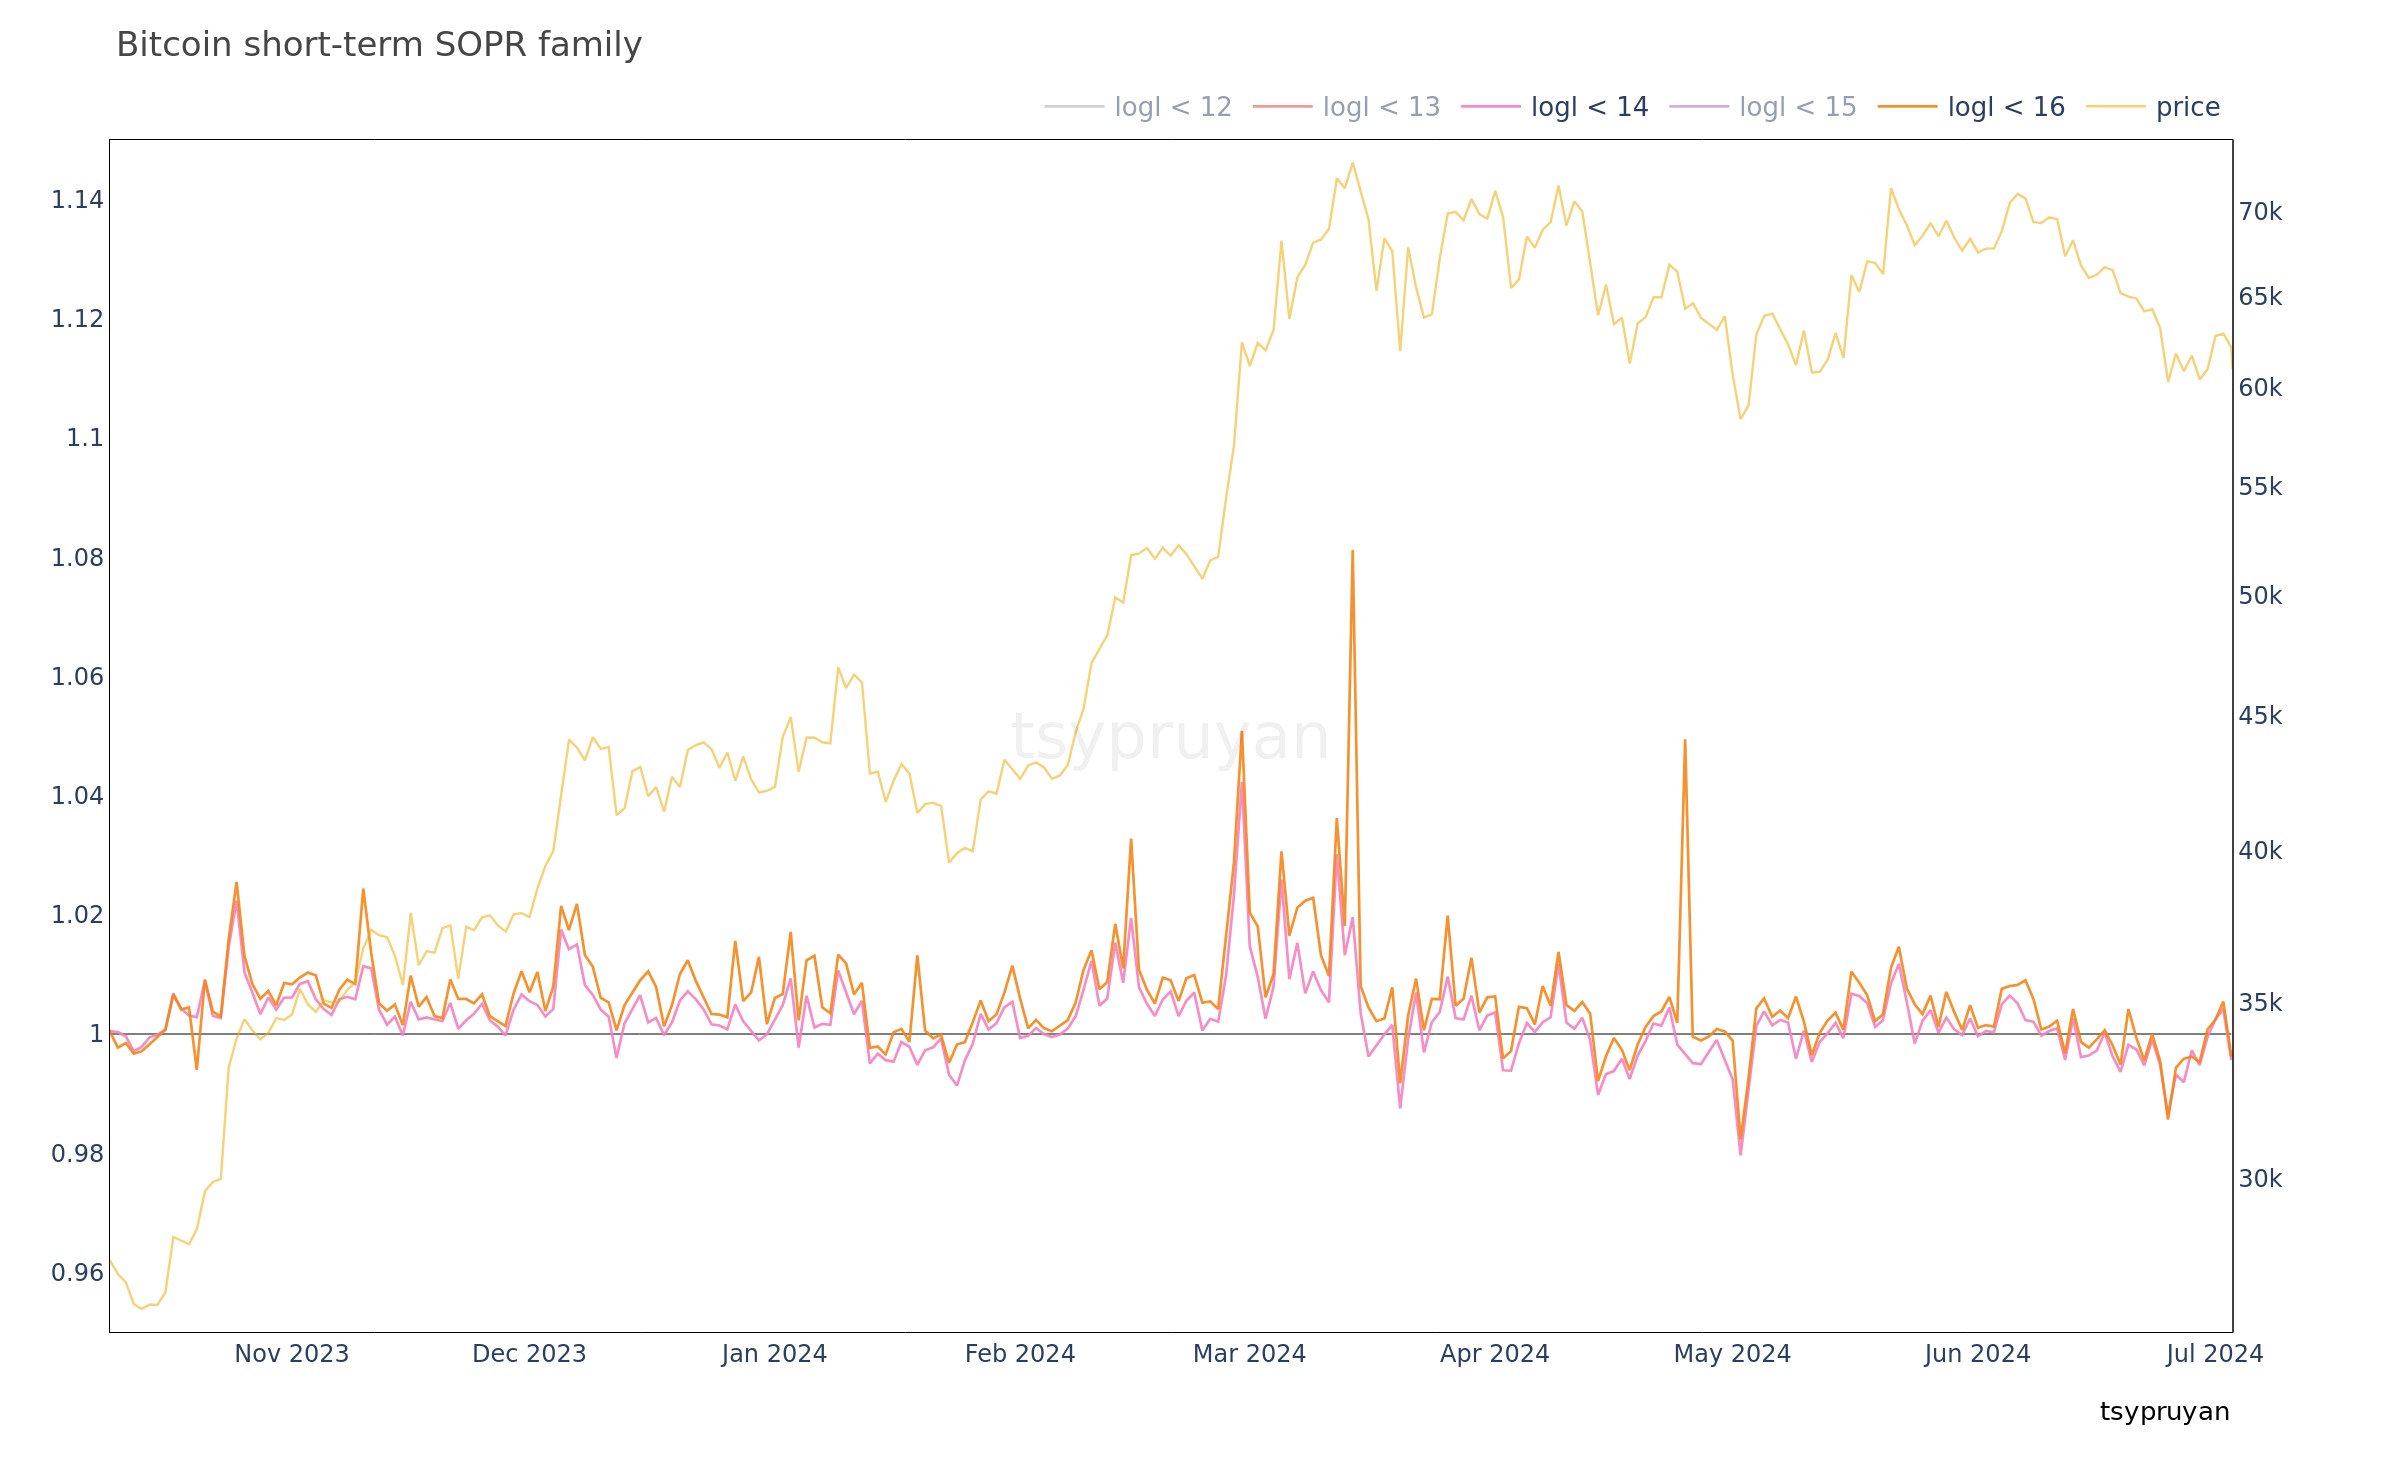 Bitcoin short-term SOPR family
logl < 12 logl < 13 logl < 14 logl < 15 logl < 16 price
1.14
1.12
1.1
1.08
1.06
1.04
1.02
1
0.98
0.96
70k
65k
60k
55k
50k
45k
40k
35k
30k
tsypruyan
Nov 2023 Dec 2023 Jan 2024 Feb 2024 Mar 2024 Apr 2024 May 2024 Jun 2024 Jul 2024
tsypruyan